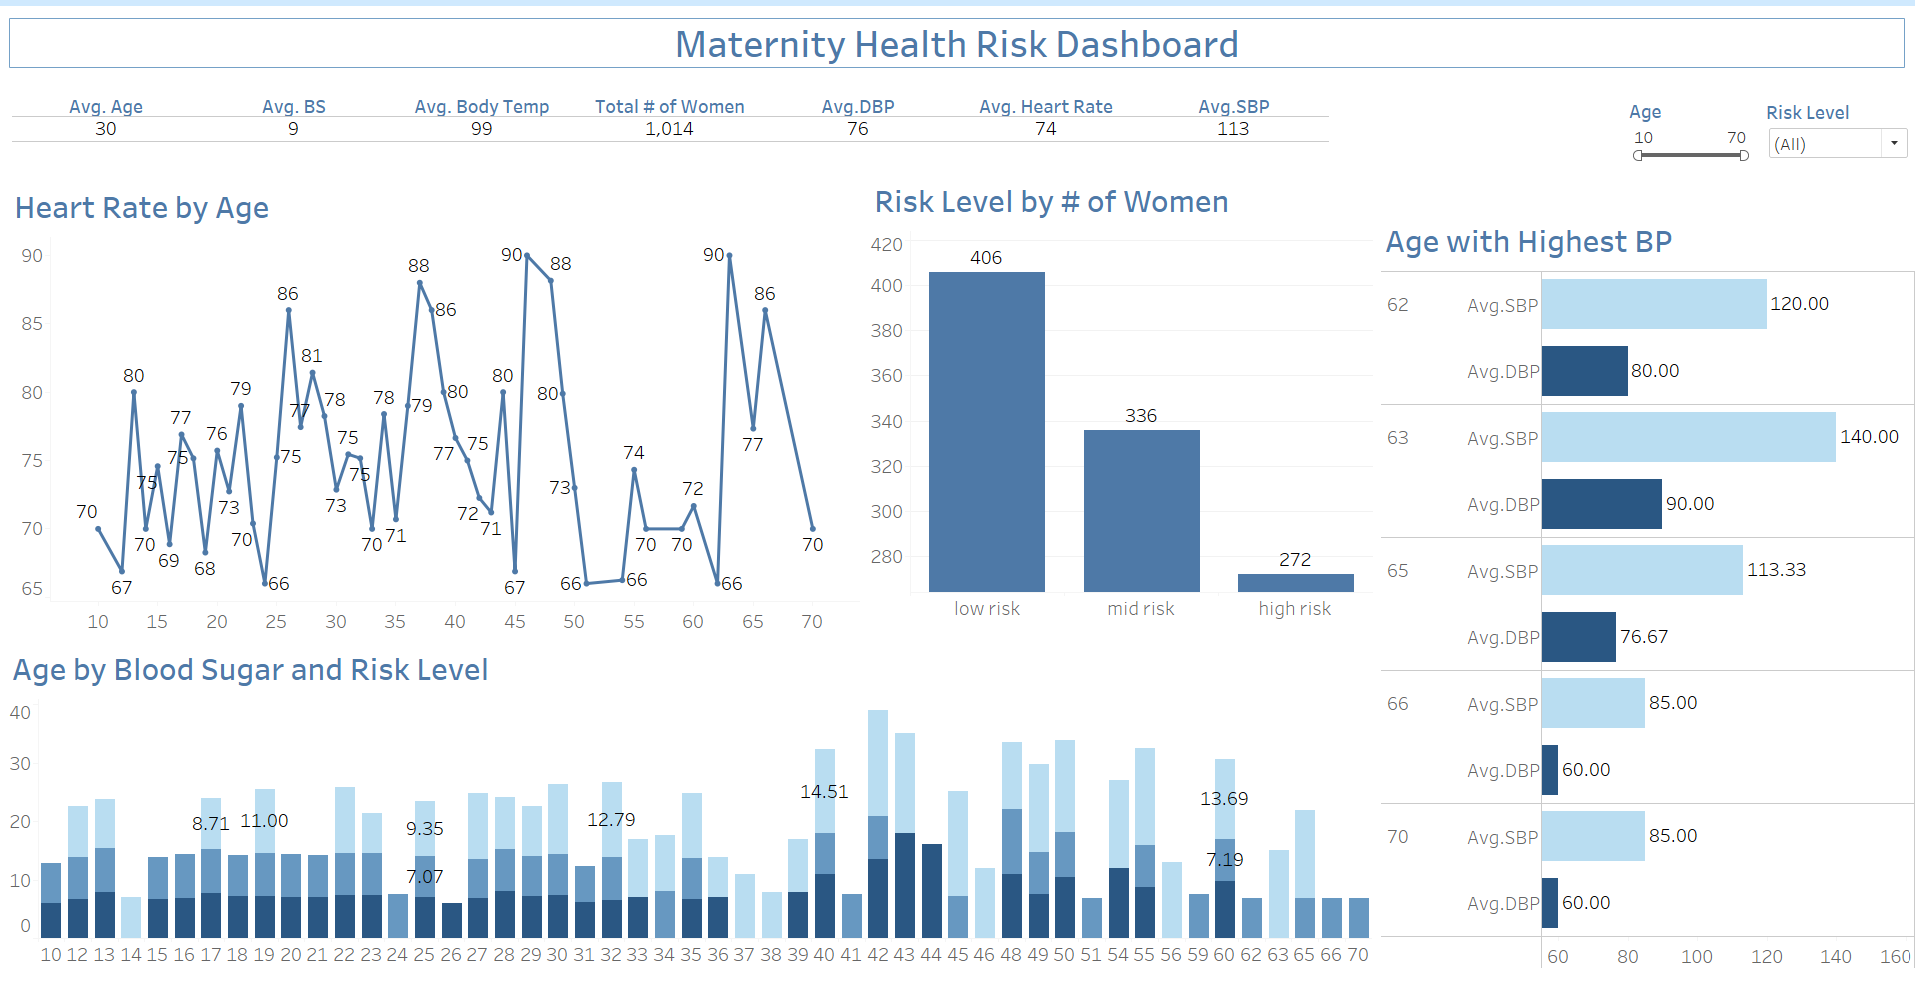 Maternity Health Risk Dashboard
Avg. Age Avg. BS Avg. Body Temp Total # of Women Avg.DBP Avg. Heart Rate Avg.SBP
30 9 99 1,014 76 74 113
Age Risk Level
10 70 (All)
Heart Rate by Age
90 85 80 75 70 65
70 67 80 70 75 69 77 75 68 76 73 79 70 66 75 86 77 81 78 73 75 75 70 78 71 79 88 86 80 77 75 72 71 80 67 90 88 80 73 66 66 74 70 70 72 66 90 77 86 70
10 15 20 25 30 35 40 45 50 55 60 65 70
Risk Level by # of Women
420
400
380
360
340
320
300
280
406
336
272
low risk mid risk high risk
Age with Highest BP
62 Avg.SBP 120.00
Avg.DBP 80.00
63 Avg.SBP 140.00
Avg.DBP 90.00
65 Avg.SBP 113.33
Avg.DBP 76.67
66 Avg.SBP 85.00
Avg.DBP 60.00
70 Avg.SBP 85.00
Avg.DBP 60.00
60 80 100 120 140 160
Age by Blood Sugar and Risk Level
40
30
20
10
0
8.71 11.00 9.35 7.07 12.79 14.51 13.69 7.19
10 12 13 14 15 16 17 18 19 20 21 22 23 24 25 26 27 28 29 30 31 32 33 34 35 36 37 38 39 40 41 42 43 44 45 46 48 49 50 51 54 55 56 59 60 62 63 65 66 70